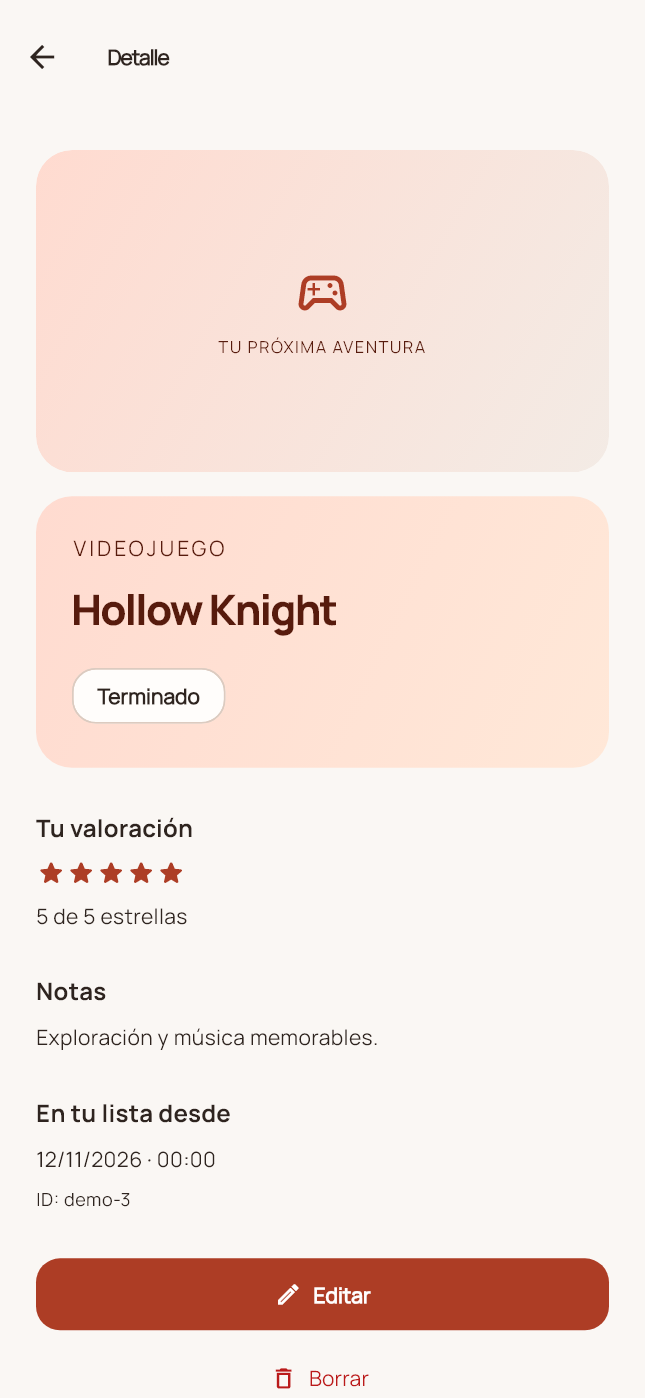 Detalle
TU PRÓXIMA AVENTURA
VIDEOJUEGO
Hollow Knight
Terminado
Tu valoración
5 de 5 estrellas
Notas
Exploración y música memorables.
En tu lista desde
12/11/2026 · 00:00
ID: demo-3
Editar
Borrar